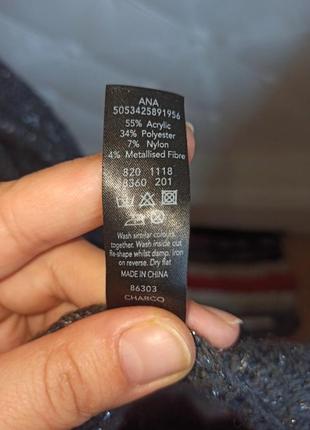 ANA
5053425891956
55% Acrylic
34% Polyester
7% Nylon
4% Metallised Fibre
820 1118
8360 201
Wash similar colours
together. Wash inside out
Re-shape whilst damp, iron
on reverse. Dry flat
MADE IN CHINA
86303
CHARCO